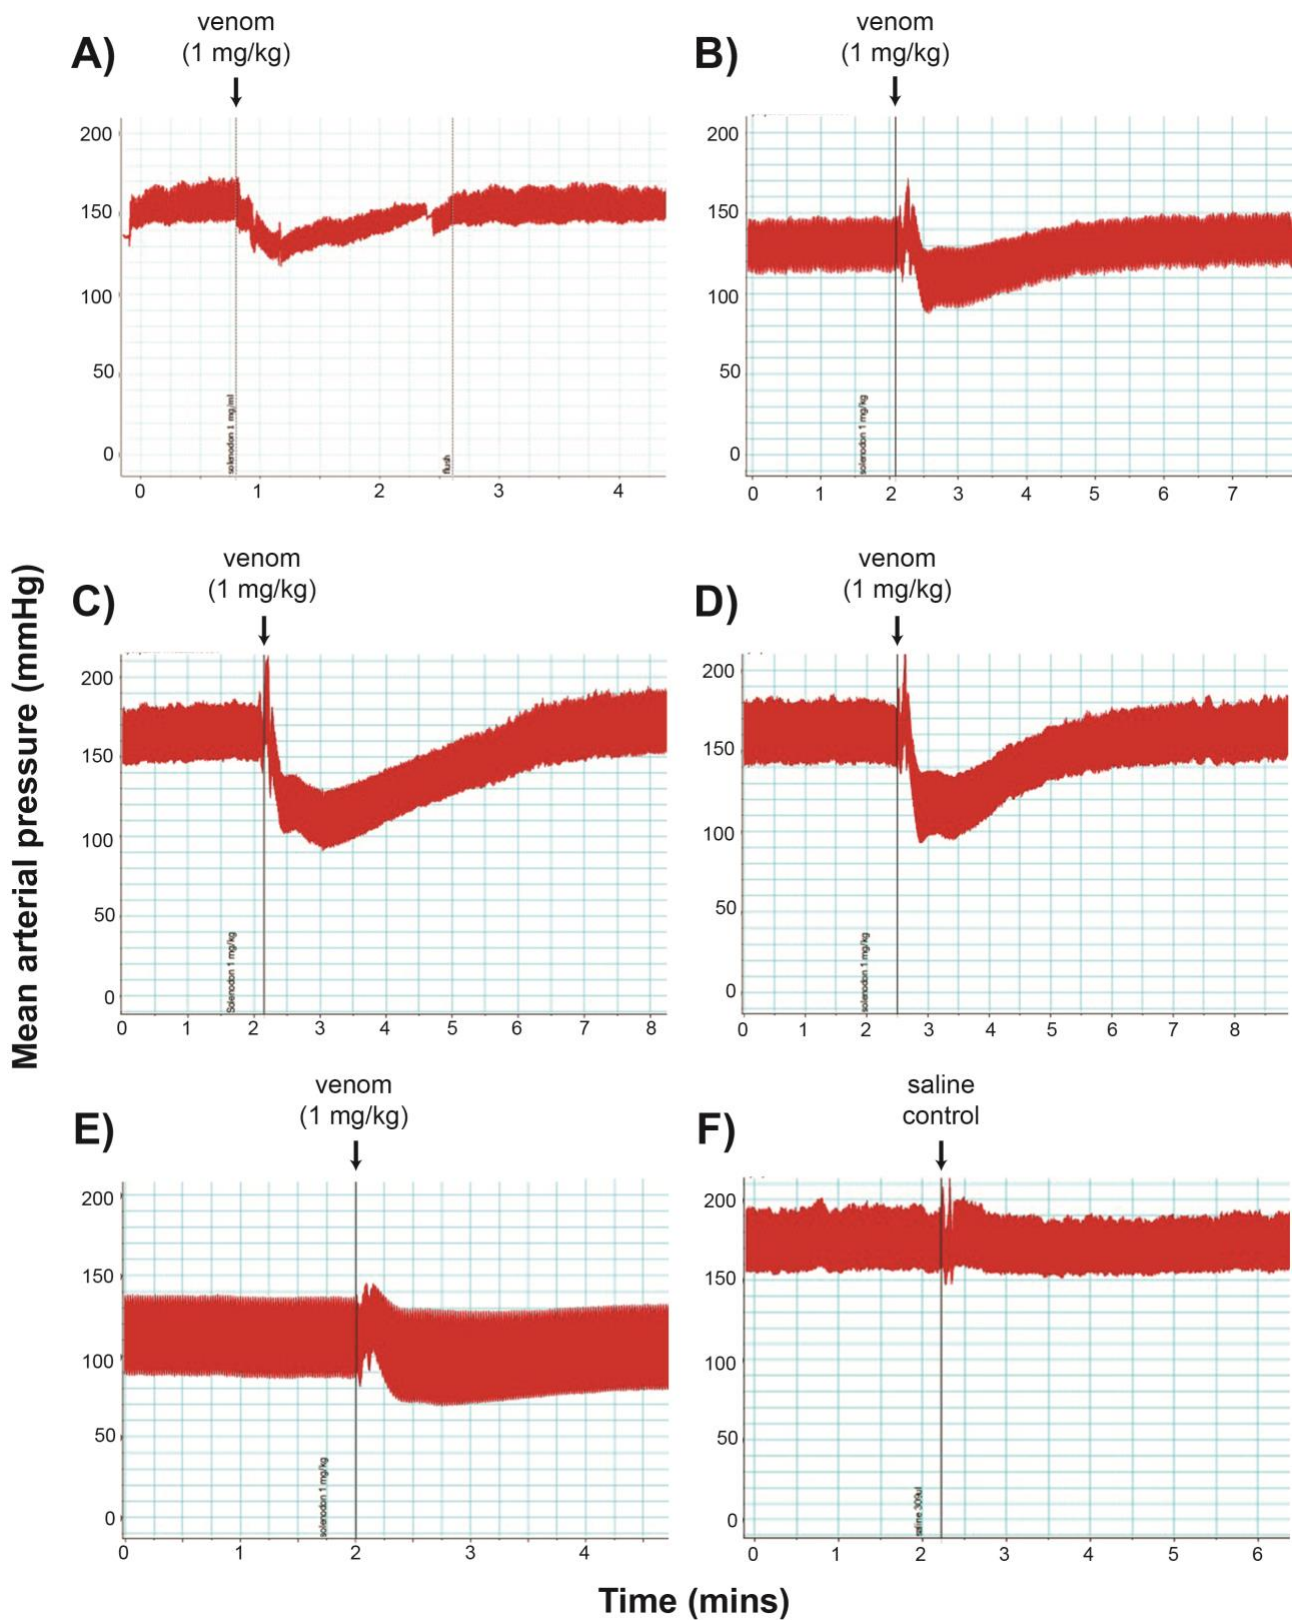 venom
(1 mg/kg)
A)
200
150
100
50
0
solenodon 1 mg/ml
flush
0 1 2 3 4
venom
(1 mg/kg)
B)
200
150
100
50
0
solenodon 1 mg/kg
0 1 2 3 4 5 6 7
venom
(1 mg/kg)
C)
200
150
100
50
0
Solenodon 1 mg/kg
0 1 2 3 4 5 6 7 8
venom
(1 mg/kg)
D)
200
150
100
50
0
solenodon 1 mg/kg
0 1 2 3 4 5 6 7 8
venom
(1 mg/kg)
E)
200
150
100
50
0
solenodon 1 mg/kg
0 1 2 3 4
saline
control
F)
200
150
100
50
0
saline 309ul
0 1 2 3 4 5 6
Mean arterial pressure (mmHg)
Time (mins)